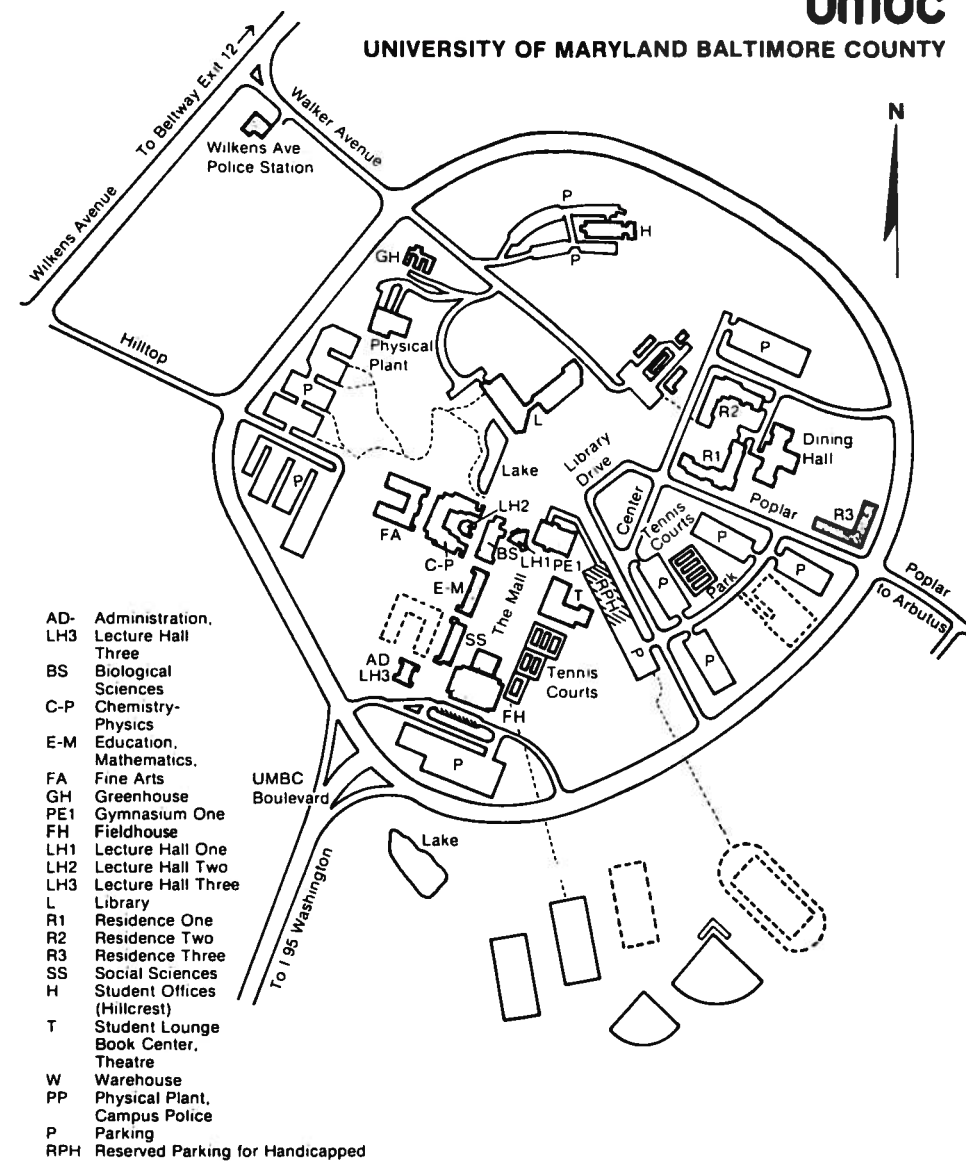 umbc
UNIVERSITY OF MARYLAND BALTIMORE COUNTY
N
To Beltway Exit 12 →
Walker Avenue
Wilkens Ave
Police Station
Wilkens Avenue
Hilltop
P
H
P
GH
Physical
Plant
P
P
P
R2
L
Lake
Library
Drive
R1
Dining
Hall
Center
Poplar
R3
FA
LH2
C-P
BS
LH1
PE1
Tennis
Courts
P
P
Park
P
RPH
E-M
The Mall
T
Poplar
to Arbutus
SS
AD
LH3
Tennis
Courts
P
P
FH
P
UMBC
Boulevard
Lake
To I 95 Washington
AD- Administration,
LH3 Lecture Hall
Three
BS Biological
Sciences
C-P Chemistry-
Physics
E-M Education,
Mathematics,
FA Fine Arts
GH Greenhouse
PE1 Gymnasium One
FH Fieldhouse
LH1 Lecture Hall One
LH2 Lecture Hall Two
LH3 Lecture Hall Three
L Library
R1 Residence One
R2 Residence Two
R3 Residence Three
SS Social Sciences
H Student Offices
(Hillcrest)
T Student Lounge
Book Center,
Theatre
W Warehouse
PP Physical Plant,
Campus Police
P Parking
RPH Reserved Parking for Handicapped